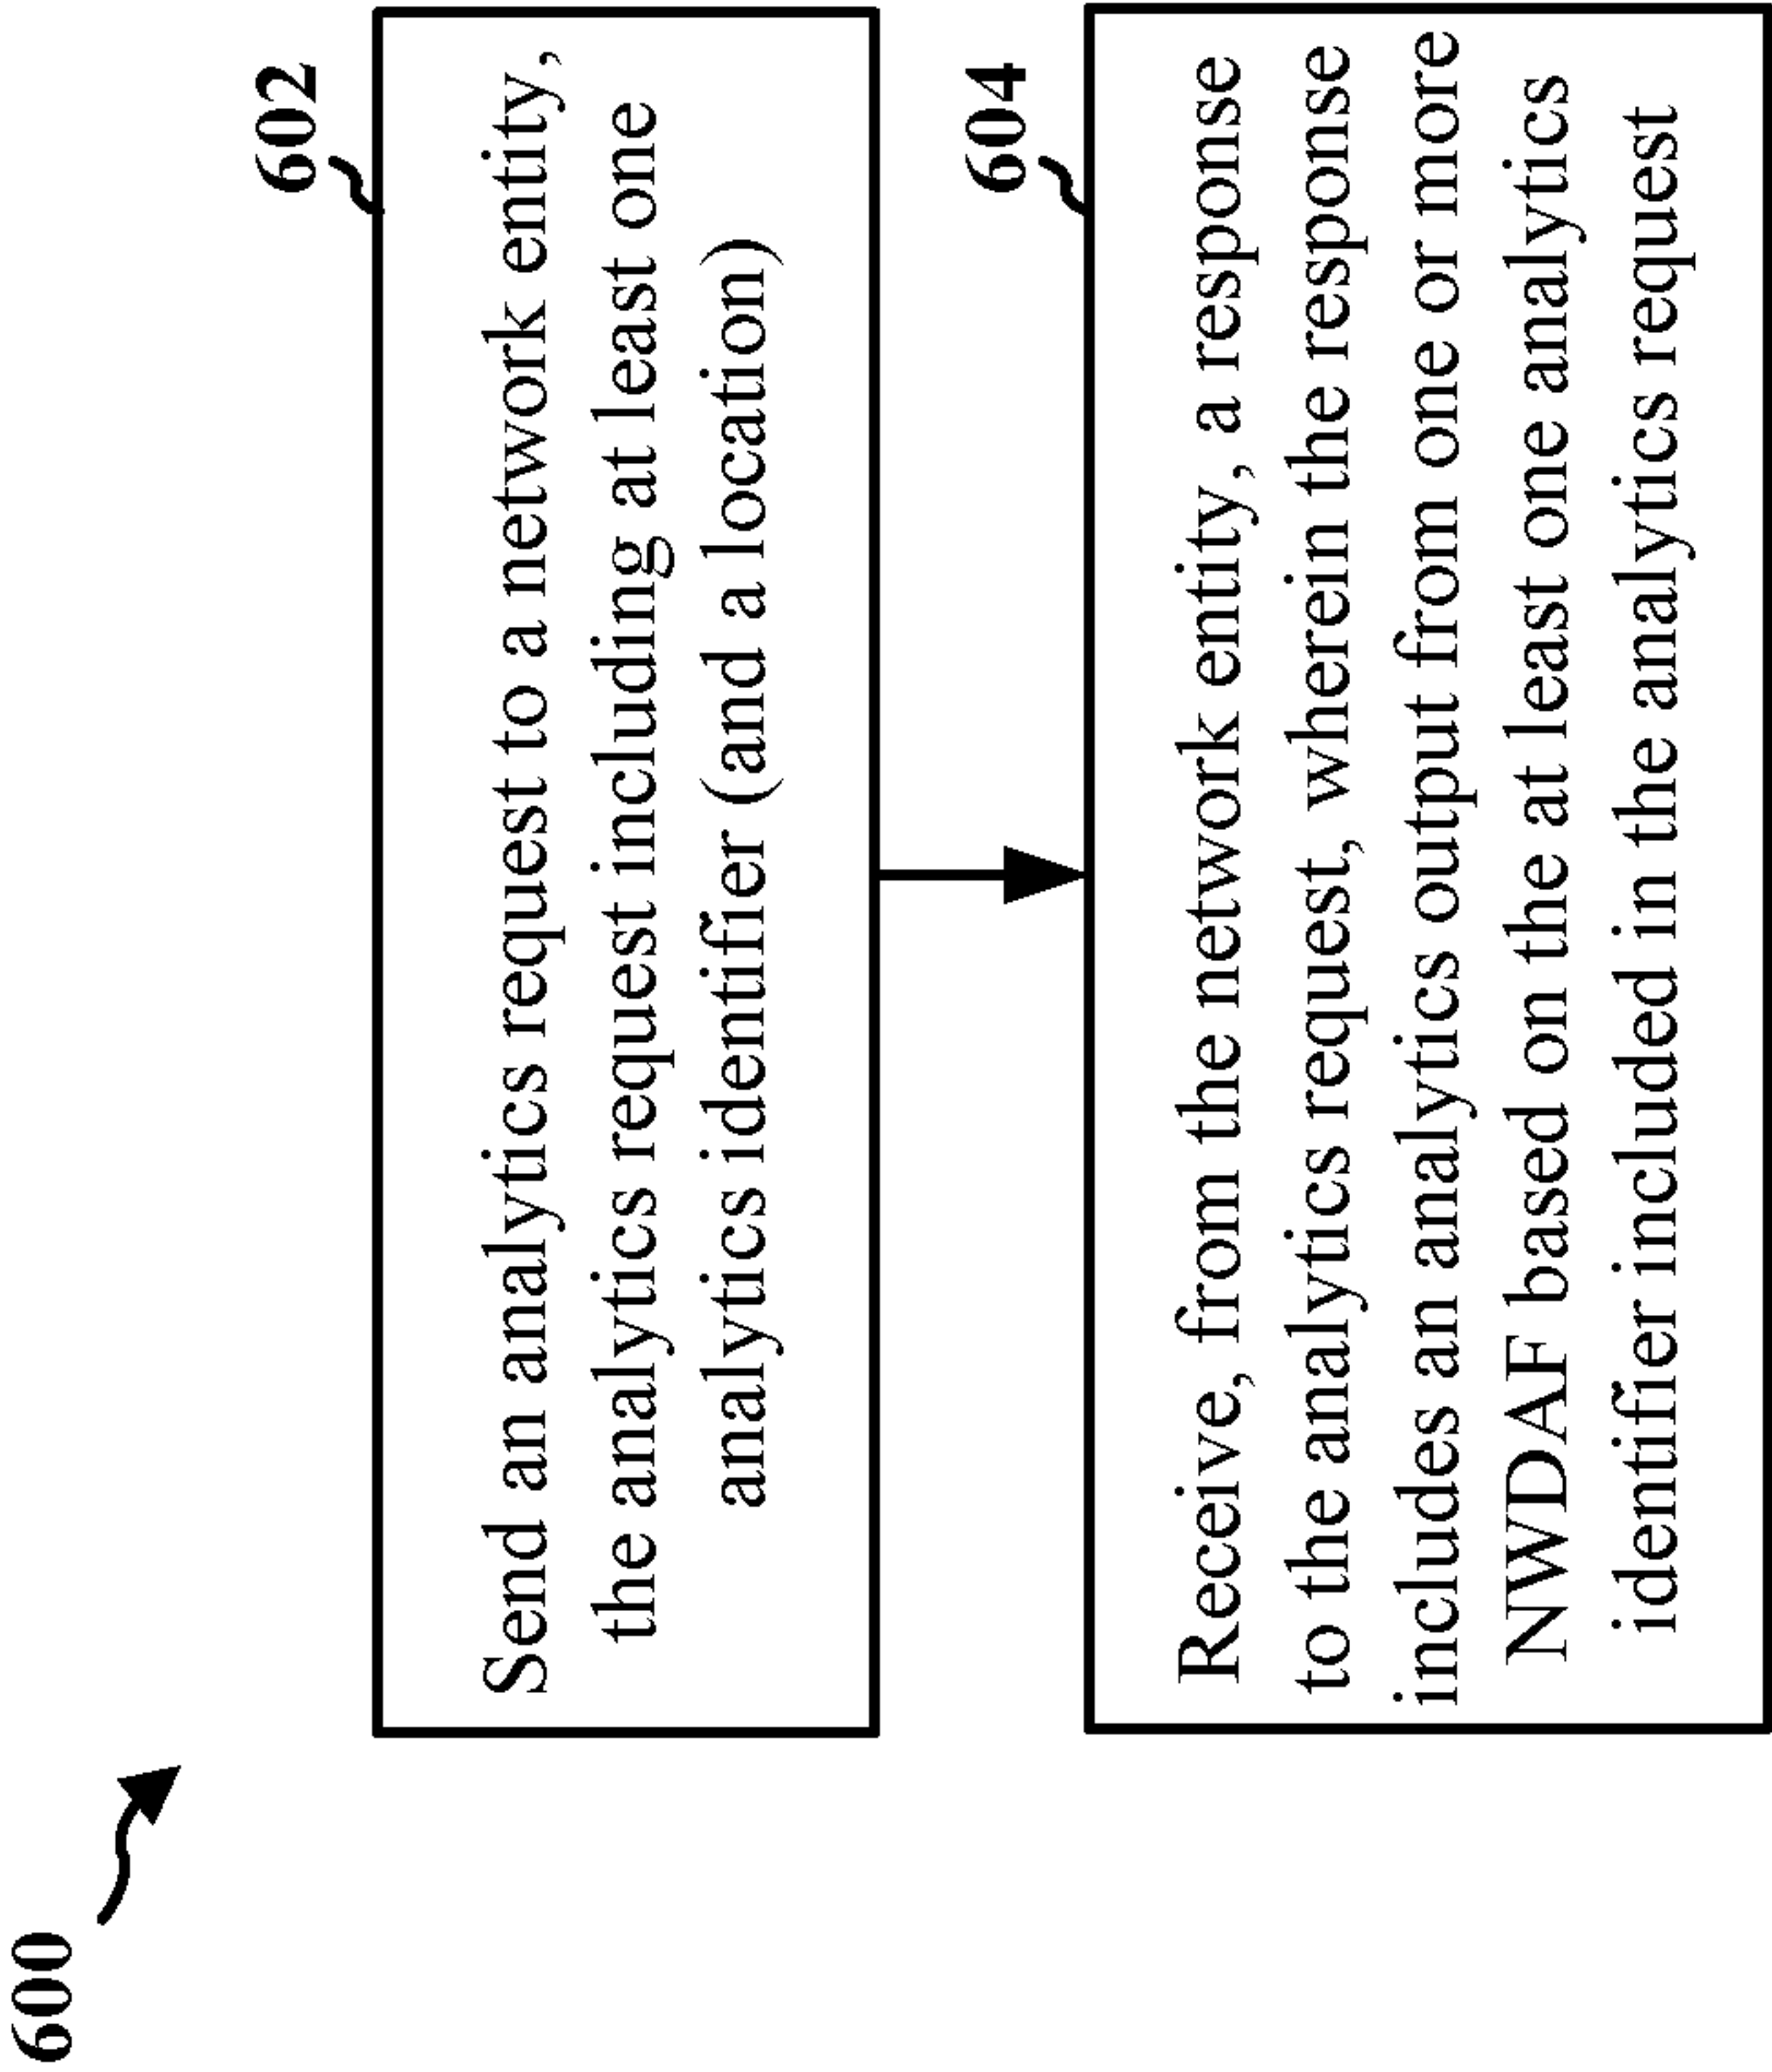 600
602
Send an analytics request to a network entity,
the analytics request including at least one
analytics identifier (and a location)
604
Receive, from the network entity, a response
to the analytics request, wherein the response
includes an analytics output from one or more
NWDAF based on the at least one analytics
identifier included in the analytics request